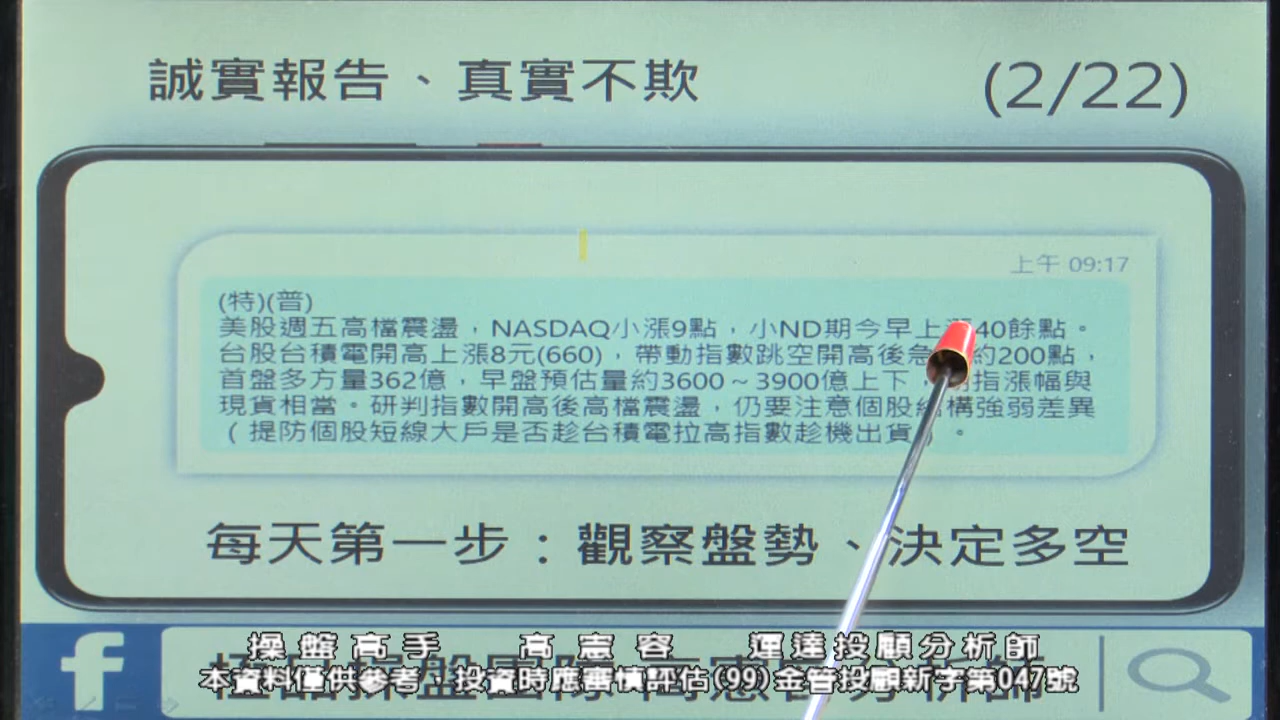 誠實報告、真實不欺
(2/22)
上午 09:17
(特)(普)
美股週五高檔震盪，NASDAQ小漲9點，小ND期今早上 40餘點。
台股台積電開高上漲8元(660)，帶動指數跳空開高後急 約200點，
首盤多方量362億，早盤預估量約3600～3900億上下， 指漲幅與
現貨相當。研判指數開高後高檔震盪，仍要注意個股結構強弱差異
（提防個股短線大戶是否趁台積電拉高指數趁機出貨）。
每天第一步：觀察盤勢、決定多空
操盤高手 高憲容 運達投顧分析師
本資料僅供參考，投資時應審慎評估(99)金管投顧新字第047號